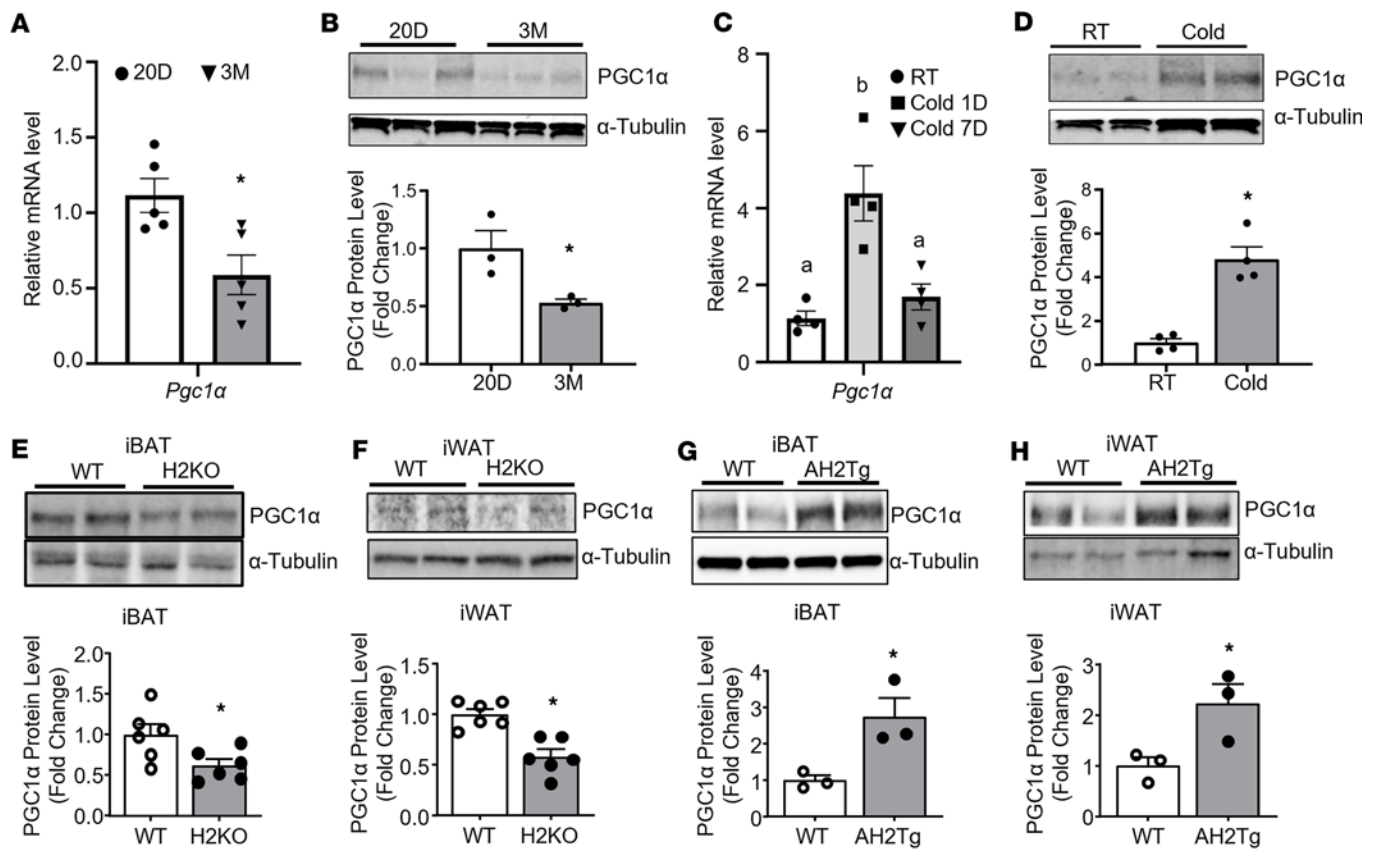 A
2.0
1.5
1.0
0.5
0.0
Relative mRNA level
20D 3M
*
Pgc1α
B
20D 3M
PGC1α
α-Tubulin
PGC1α Protein Level
(Fold Change)
1.5
1.0
0.5
0.0
*
20D 3M
C
8
6
4
2
0
Relative mRNA level
RT
Cold 1D
Cold 7D
a
b
a
Pgc1α
D
RT Cold
PGC1α
α-Tubulin
PGC1α Protein Level
(Fold Change)
8
6
4
2
0
*
RT Cold
E
iBAT
WT H2KO
PGC1α
α-Tubulin
iBAT
PGC1α Protein Level
(Fold Change)
2.0
1.5
1.0
0.5
0.0
*
WT H2KO
F
iWAT
WT H2KO
PGC1α
α-Tubulin
iWAT
PGC1α Protein Level
(Fold Change)
1.5
1.0
0.5
0.0
*
WT H2KO
G
iBAT
WT AH2Tg
PGC1α
α-Tubulin
iBAT
PGC1α Protein Level
(Fold Change)
4
3
2
1
0
*
WT AH2Tg
H
iWAT
WT AH2Tg
PGC1α
α-Tubulin
iWAT
PGC1α Protein Level
(Fold Change)
3
2
1
0
*
WT AH2Tg